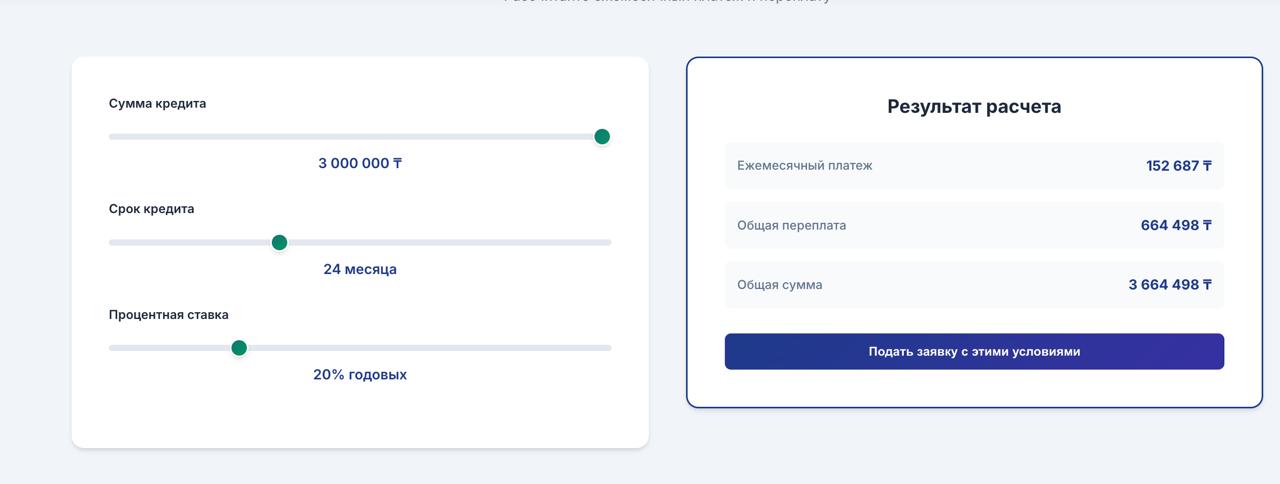 Сумма кредита
3 000 000 ₸
Срок кредита
24 месяца
Процентная ставка
20% годовых
Результат расчета
Ежемесячный платеж
152 687 ₸
Общая переплата
664 498 ₸
Общая сумма
3 664 498 ₸
Подать заявку с этими условиями